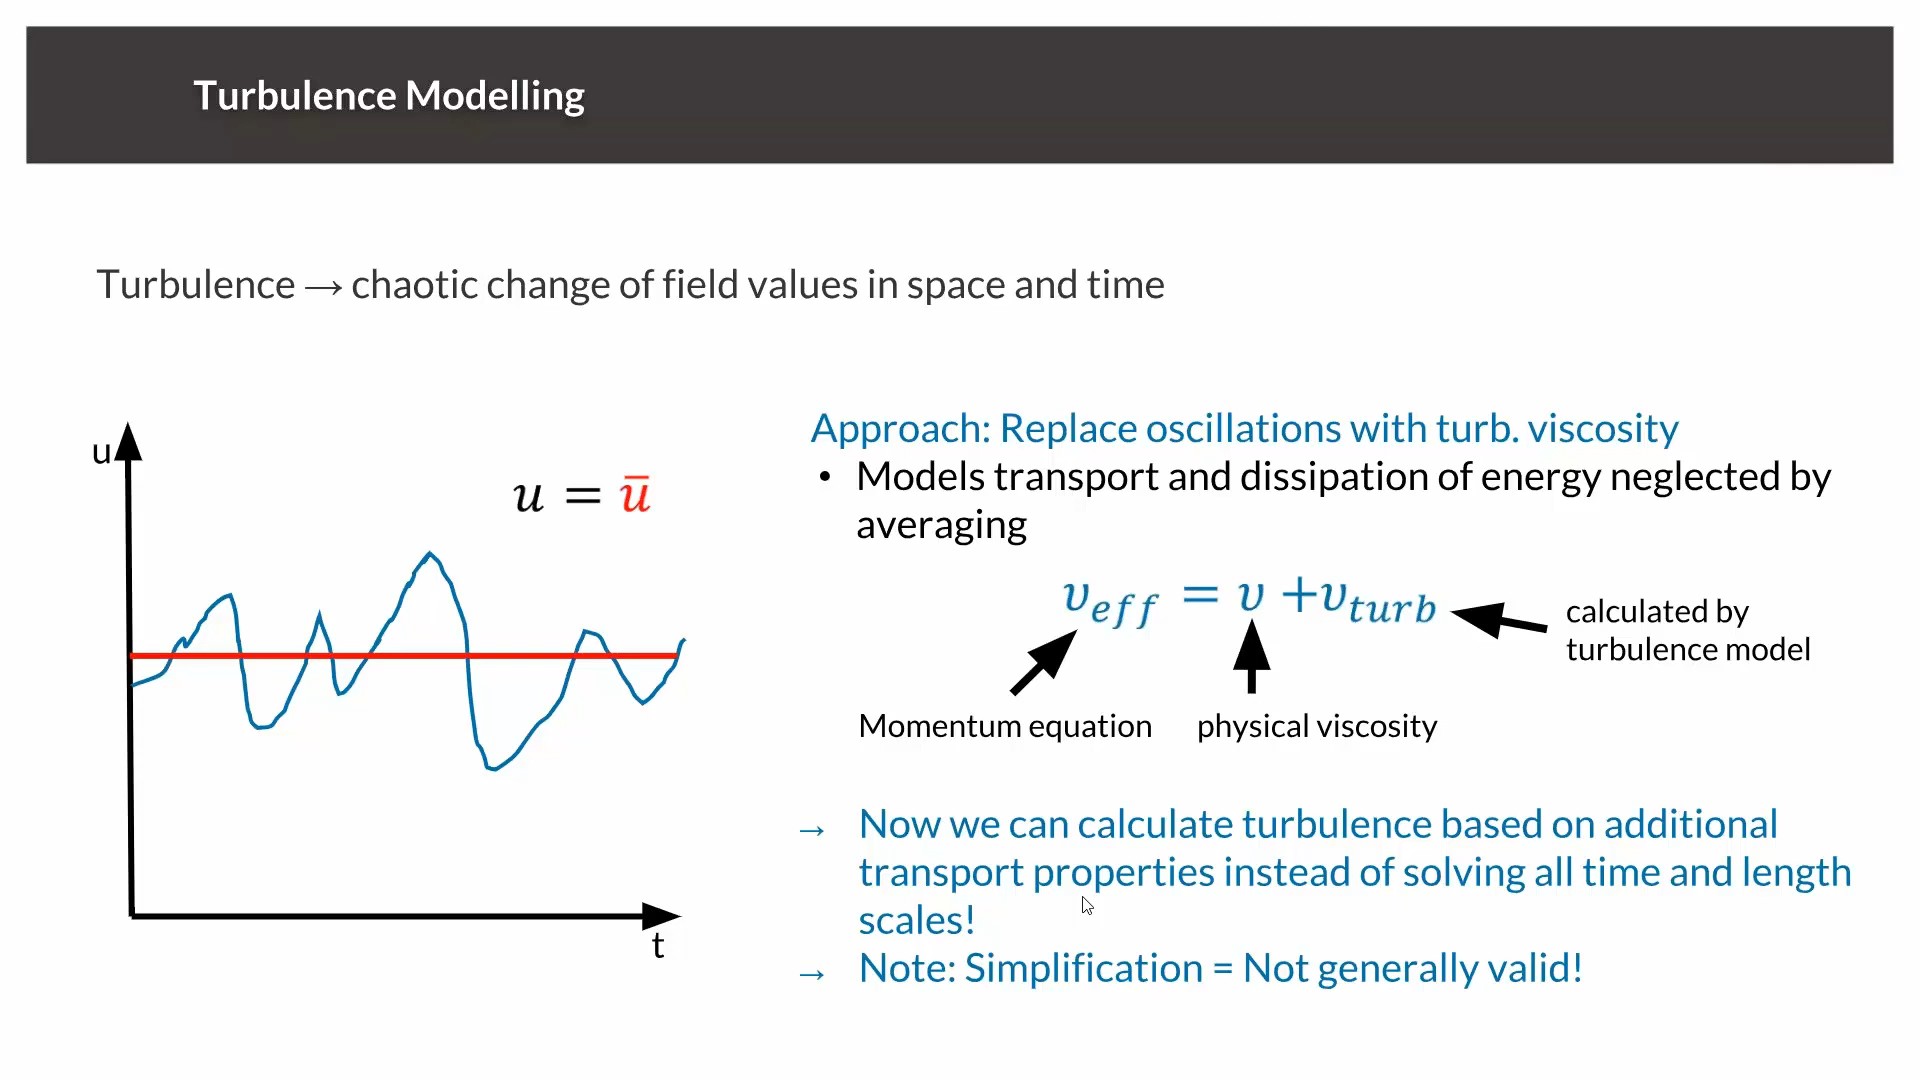 Turbulence Modelling
Turbulence → chaotic change of field values in space and time
u
u = ū
t
Approach: Replace oscillations with turb. viscosity
• Models transport and dissipation of energy neglected by
averaging
υ_eff = υ +υ_turb
calculated by
turbulence model
Momentum equation
physical viscosity
→ Now we can calculate turbulence based on additional
transport properties instead of solving all time and length
scales!
→ Note: Simplification = Not generally valid!